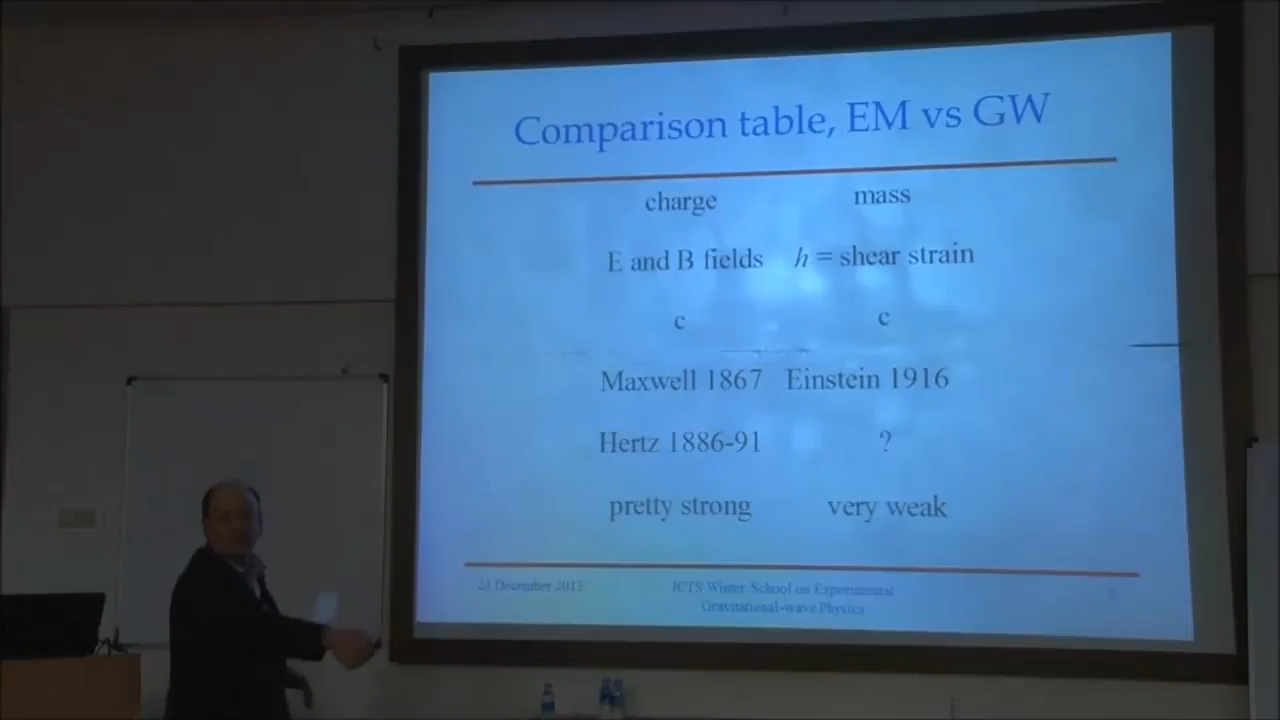 Comparison table, EM vs GW
charge mass
E and B fields h = shear strain
c c
Maxwell 1867 Einstein 1916
Hertz 1886-91 ?
pretty strong very weak
23 December 2013
ICTS Winter School on Experimental
Gravitational-wave Physics